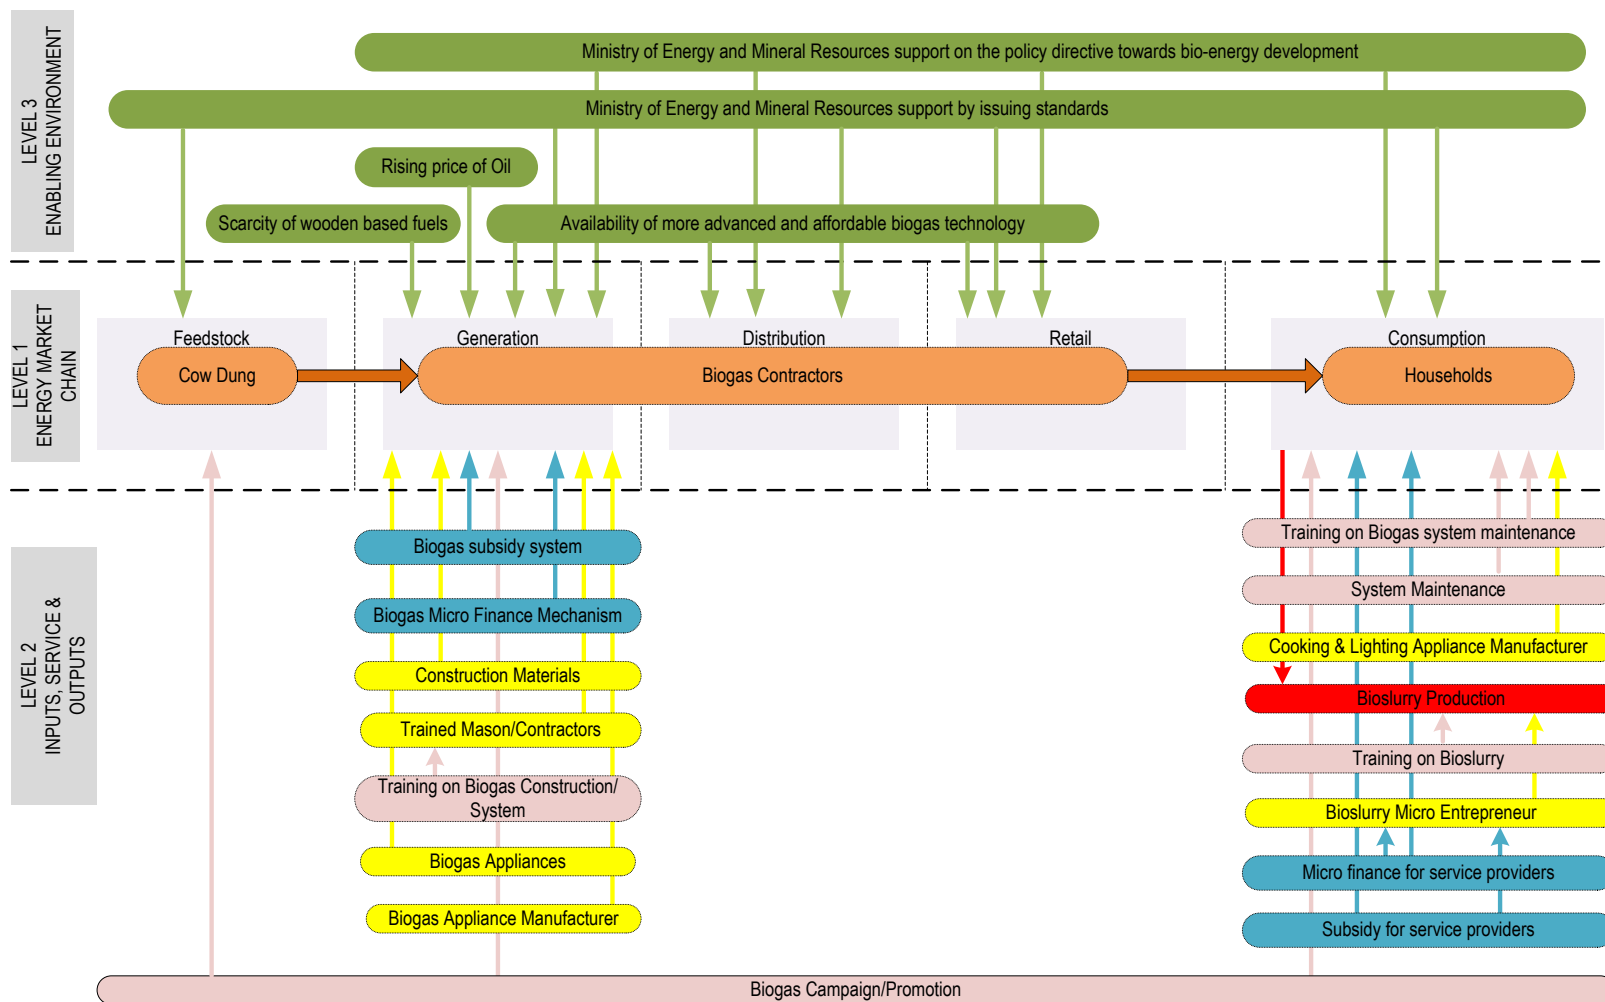 LEVEL 3
ENABLING ENVIRONMENT
Ministry of Energy and Mineral Resources support on the policy directive towards bio-energy development
Ministry of Energy and Mineral Resources support by issuing standards
Rising price of Oil
Scarcity of wooden based fuels
Availability of more advanced and affordable biogas technology
LEVEL 1
ENERGY MARKET
CHAIN
Feedstock
Generation
Distribution
Retail
Consumption
Cow Dung
Biogas Contractors
Households
LEVEL 2
INPUTS, SERVICE &
OUTPUTS
Biogas subsidy system
Biogas Micro Finance Mechanism
Construction Materials
Trained Mason/Contractors
Training on Biogas Construction/
System
Biogas Appliances
Biogas Appliance Manufacturer
Training on Biogas system maintenance
System Maintenance
Cooking & Lighting Appliance Manufacturer
Bioslurry Production
Training on Bioslurry
Bioslurry Micro Entrepreneur
Micro finance for service providers
Subsidy for service providers
Biogas Campaign/Promotion